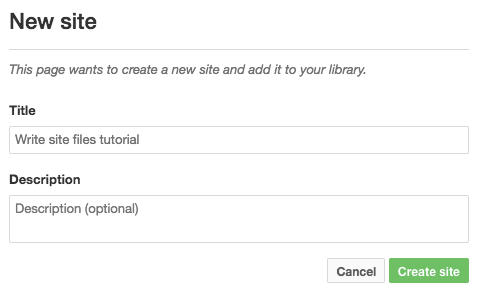 New site
This page wants to create a new site and add it to your library.
Title
Write site files tutorial
Description
Description (optional)
Cancel Create site